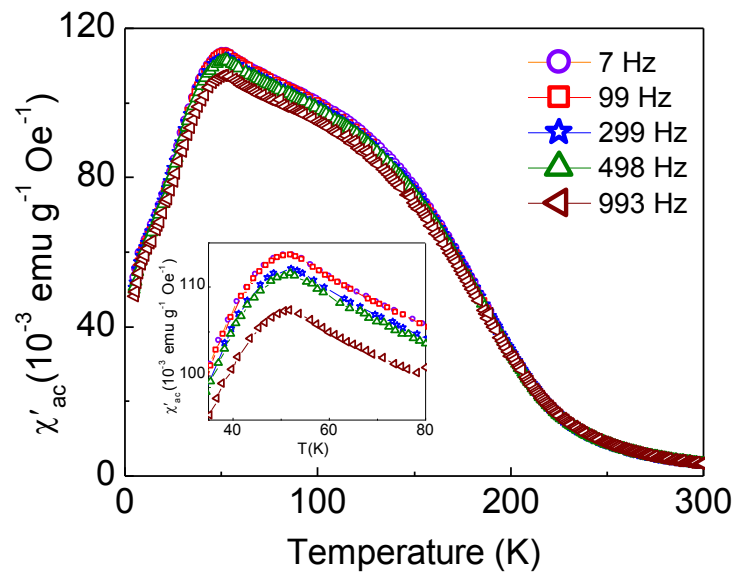 120
80
40
0
χ′ac(10⁻³ emu g⁻¹ Oe⁻¹)
7 Hz
99 Hz
299 Hz
498 Hz
993 Hz
110
100
χ′ac(10⁻³ emu g⁻¹ Oe⁻¹)
40 60 80
T(K)
0 100 200 300
Temperature (K)